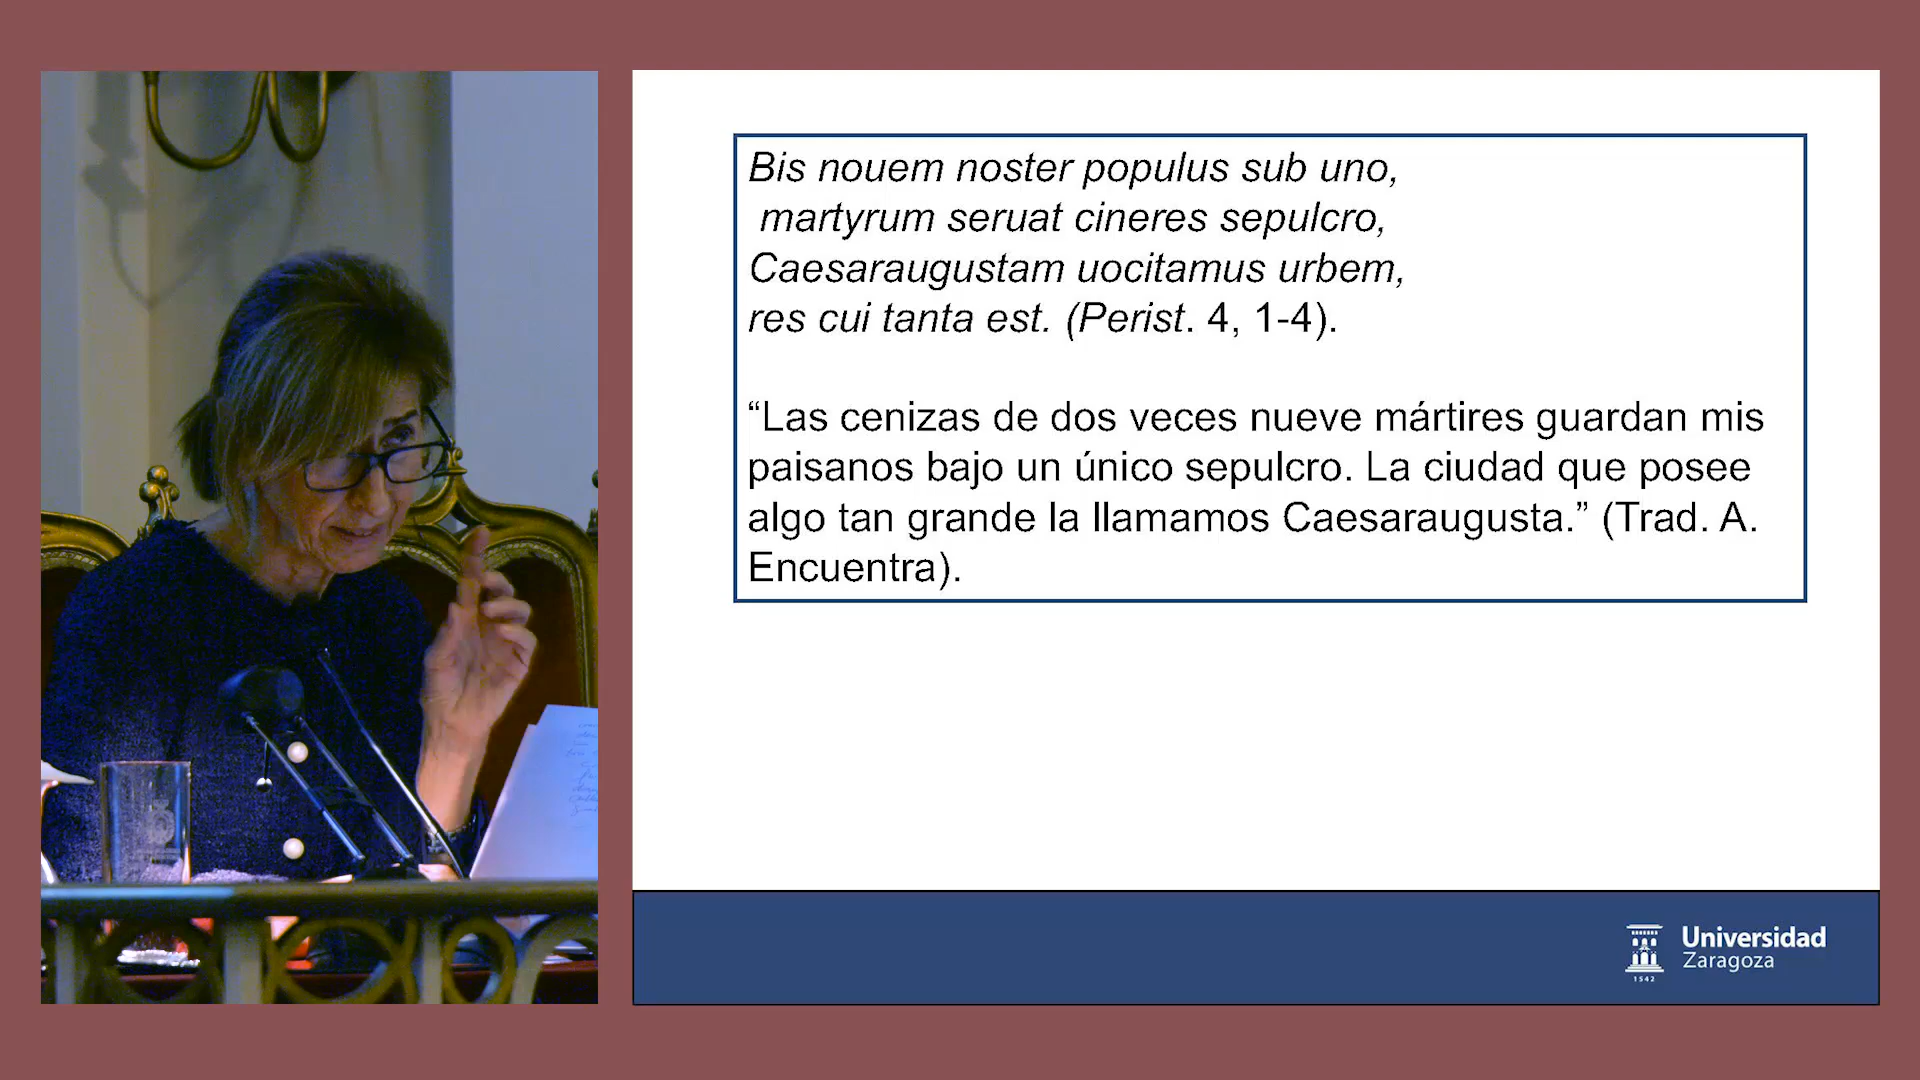 Bis nouem noster populus sub uno,
martyrum seruat cineres sepulcro,
Caesaraugustam uocitamus urbem,
res cui tanta est. (Perist. 4, 1-4).
“Las cenizas de dos veces nueve mártires guardan mis
paisanos bajo un único sepulcro. La ciudad que posee
algo tan grande la llamamos Caesaraugusta.” (Trad. A.
Encuentra).
Universidad
Zaragoza
1542